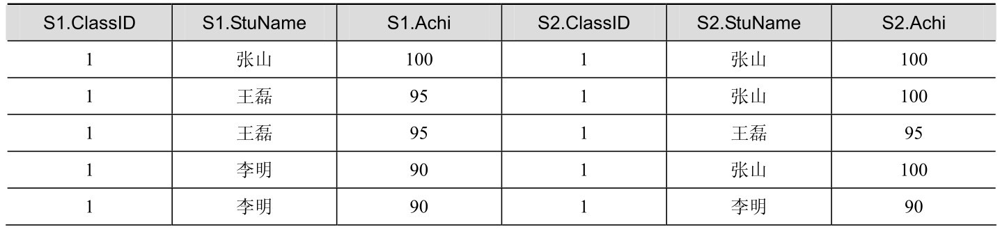 S1.ClassID S1.StuName S1.Achi S2.ClassID S2.StuName S2.Achi
1 张山 100 1 张山 100
1 王磊 95 1 张山 100
1 王磊 95 1 王磊 95
1 李明 90 1 张山 100
1 李明 90 1 李明 90